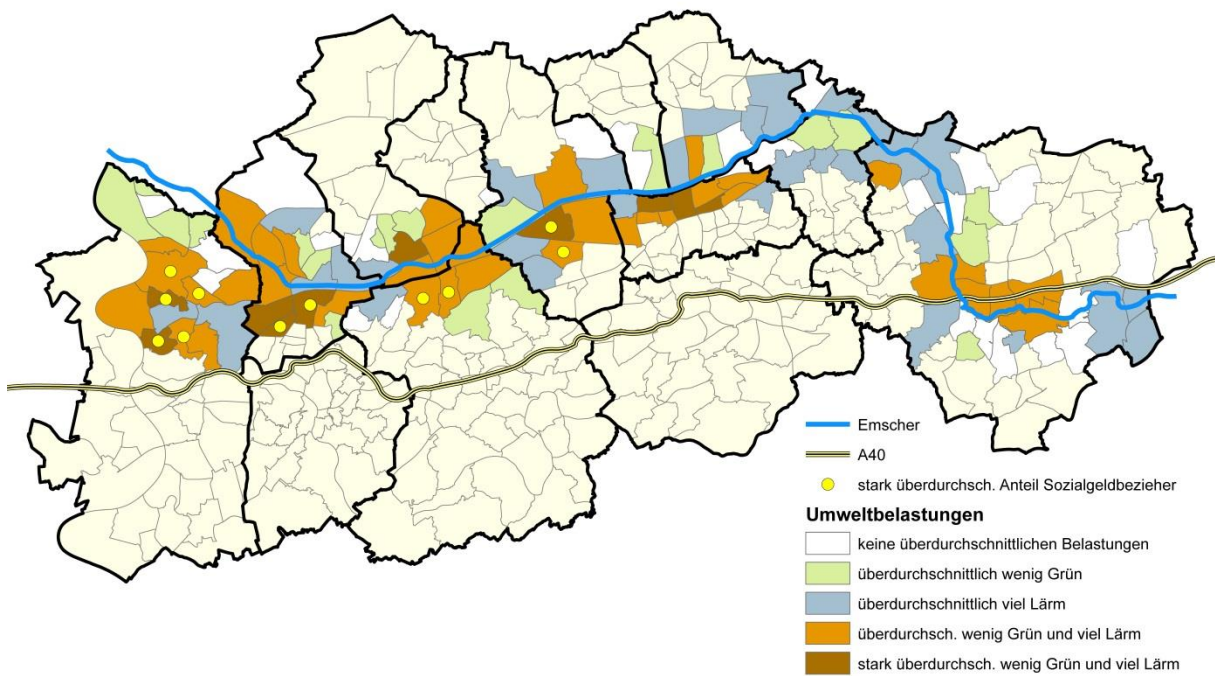 Emscher
A40
stark überdurchsch. Anteil Sozialgeldbezieher
Umweltbelastungen
keine überdurchschnittlichen Belastungen
überdurchschnittlich wenig Grün
überdurchschnittlich viel Lärm
überdurchsch. wenig Grün und viel Lärm
stark überdurchsch. wenig Grün und viel Lärm